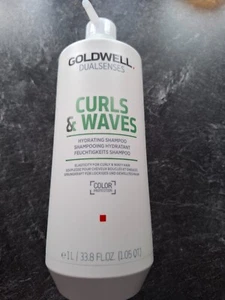 GOLDWELL
DUALSENSES
CURLS
& WAVES
HYDRATING SHAMPOO
SHAMPOOING HYDRATANT
FEUCHTIGKEITS SHAMPOO
COLOR
PROTECTION
e 1L / 33.8 FL.OZ. (1.05 QT)